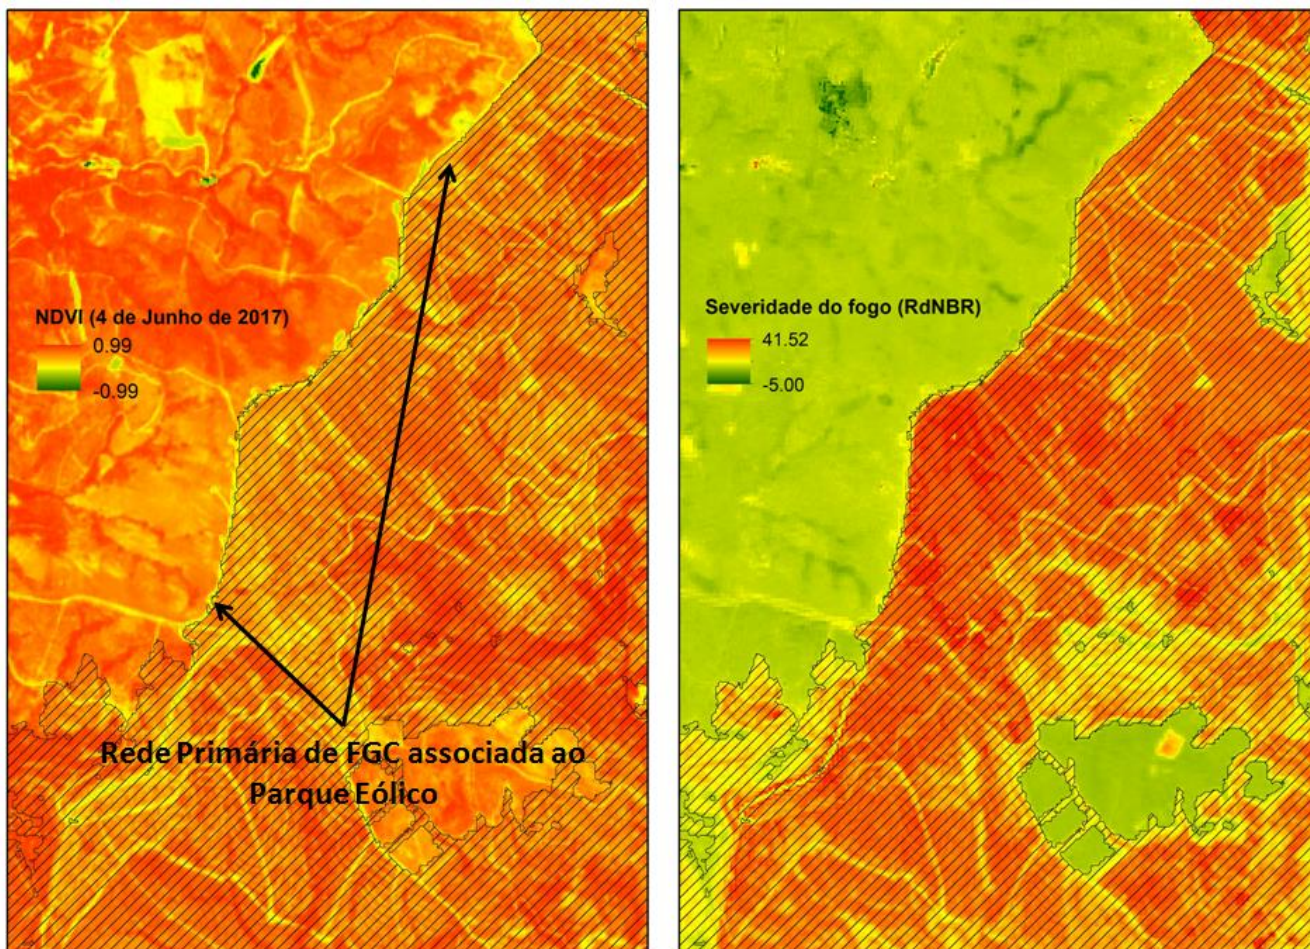 NDVI (4 de Junho de 2017)
0.99
-0.99
Rede Primária de FGC associada ao
Parque Eólico
Severidade do fogo (RdNBR)
41.52
-5.00